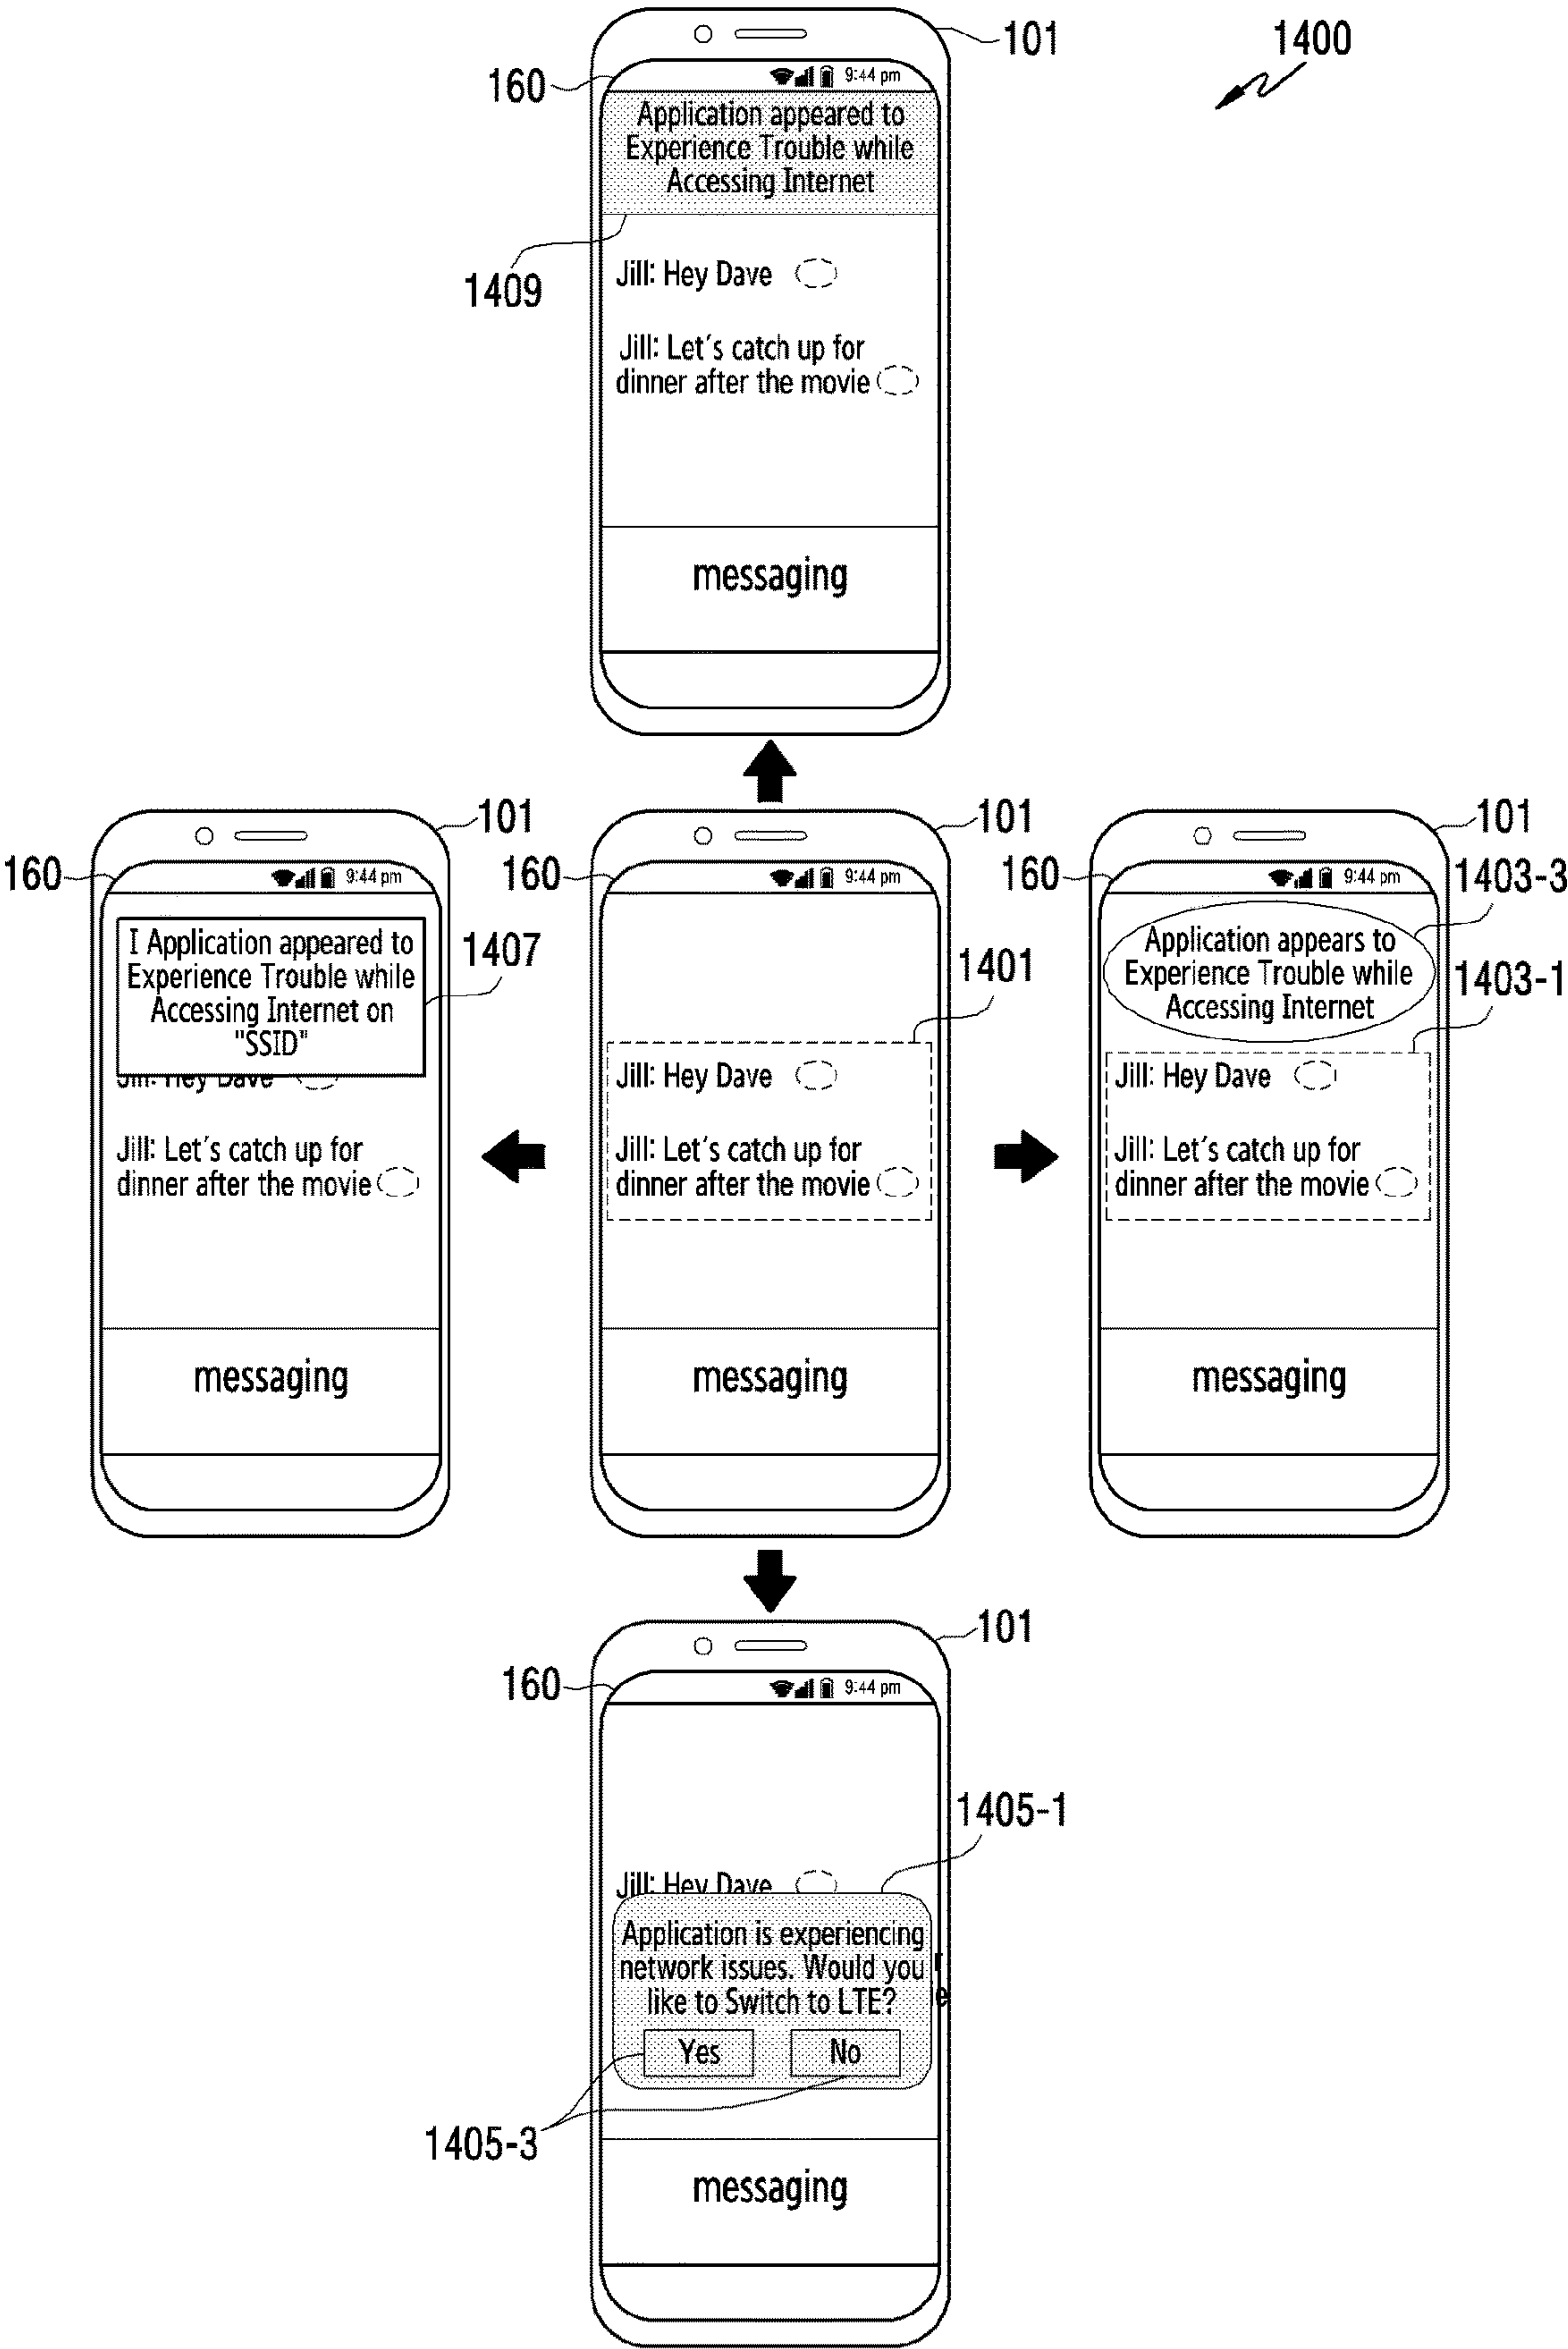 101
1400
160
9:44 pm
Application appeared to
Experience Trouble while
Accessing Internet
1409
Jill: Hey Dave
Jill: Let's catch up for
dinner after the movie
messaging
101
160
9:44 pm
I Application appeared to
Experience Trouble while
Accessing Internet on
"SSID"
1407
Jill: Hey Dave
Jill: Let's catch up for
dinner after the movie
messaging
101
160
9:44 pm
1401
Jill: Hey Dave
Jill: Let's catch up for
dinner after the movie
messaging
101
160
9:44 pm
1403-3
Application appears to
Experience Trouble while
Accessing Internet
1403-1
Jill: Hey Dave
Jill: Let's catch up for
dinner after the movie
messaging
101
160
9:44 pm
1405-1
Jill: Hey Dave
Application is experiencing
network issues. Would you
like to Switch to LTE?
Yes No
1405-3
messaging